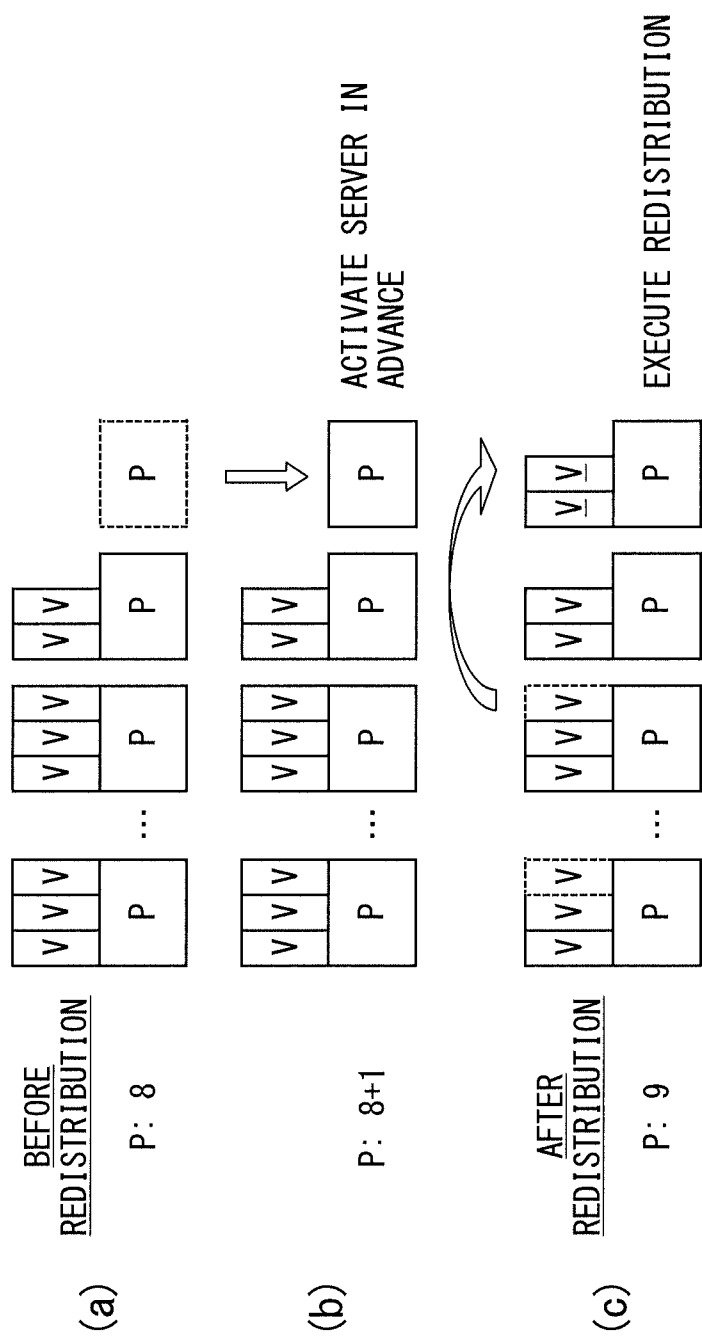 (a)
BEFORE
REDISTRIBUTION
P: 8
V V V V V V V V
P ... P P P
(b)
P: 8+1
V V V V V V V V
P ... P P P
ACTIVATE SERVER IN
ADVANCE
(c)
AFTER
REDISTRIBUTION
P: 9
V V V V V V V V V V
P ... P P P
EXECUTE REDISTRIBUTION